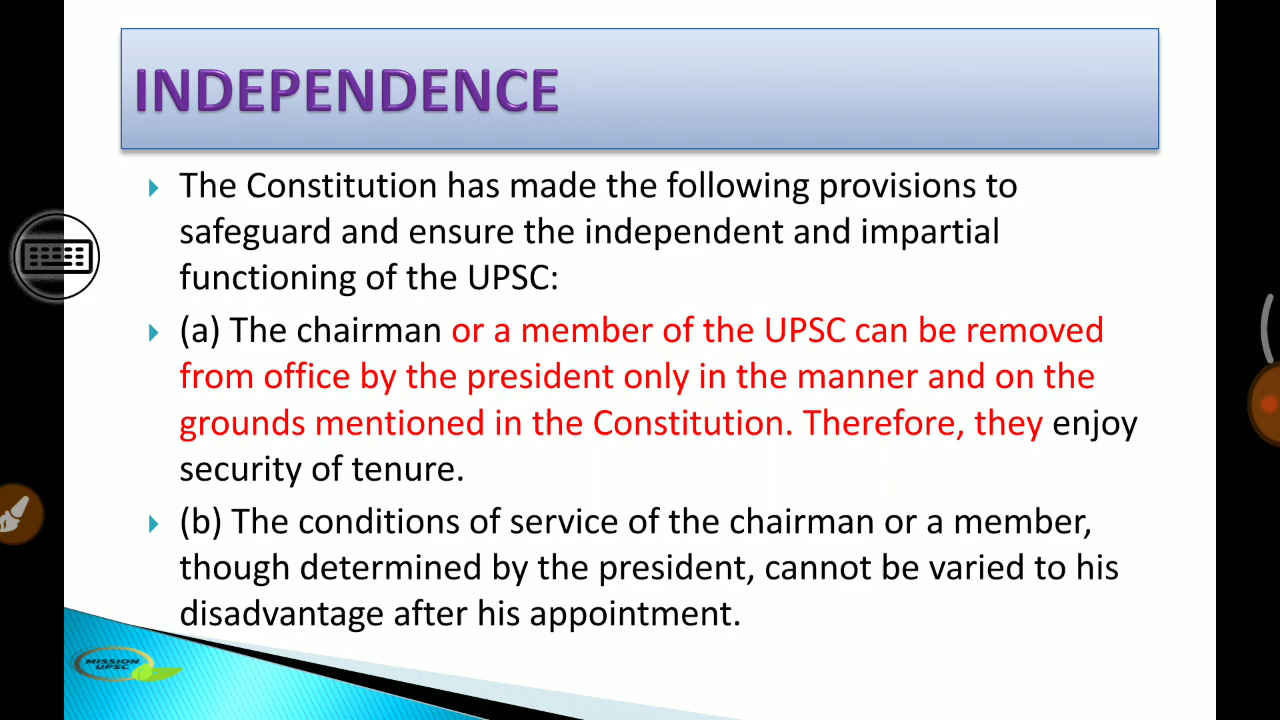 INDEPENDENCE
The Constitution has made the following provisions to
safeguard and ensure the independent and impartial
functioning of the UPSC:
(a) The chairman or a member of the UPSC can be removed
from office by the president only in the manner and on the
grounds mentioned in the Constitution. Therefore, they enjoy
security of tenure.
(b) The conditions of service of the chairman or a member,
though determined by the president, cannot be varied to his
disadvantage after his appointment.
MISSION
UPSC